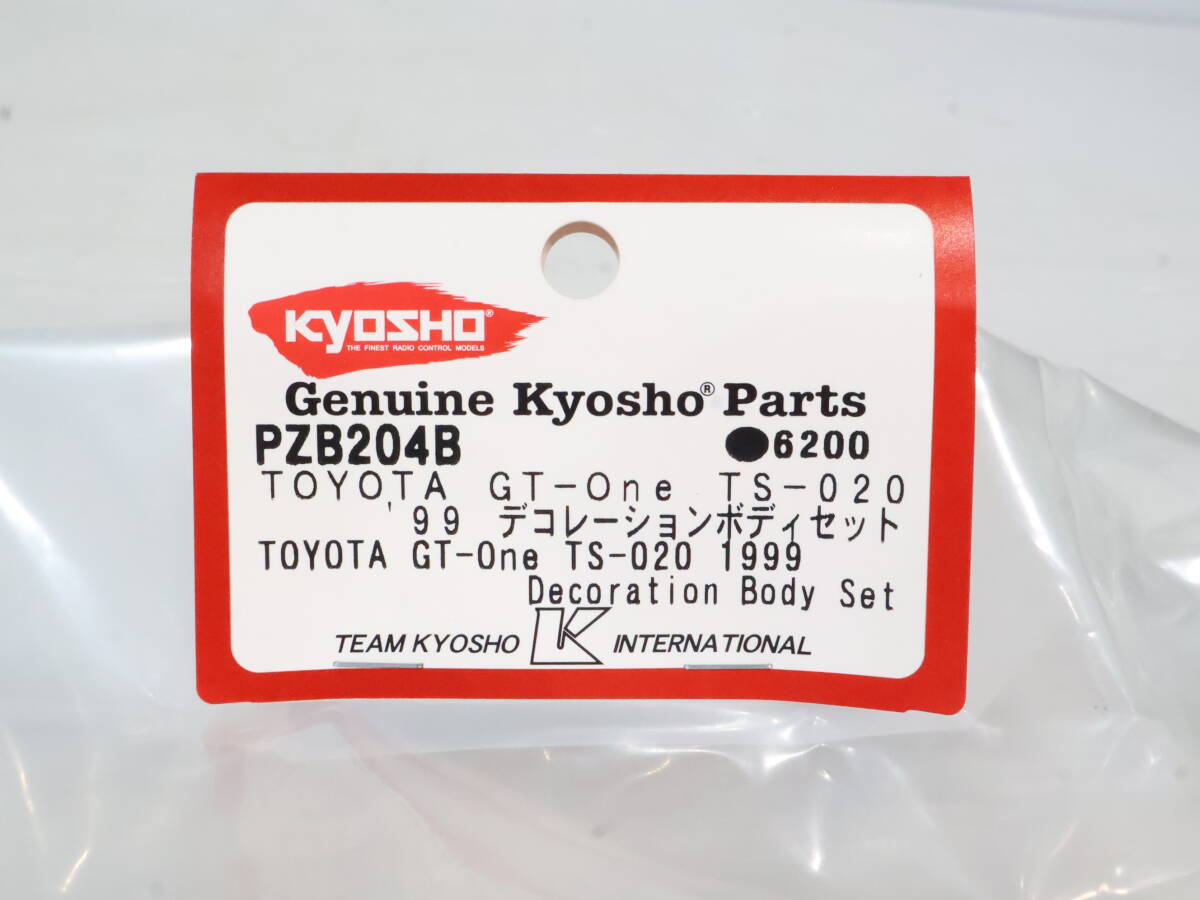 KYOSHO®
THE FINEST RADIO CONTROL MODELS
Genuine Kyosho® Parts
PZB204B ●6200
TOYOTA GT-One TS-020
'99 デコレーションボディセット
TOYOTA GT-One TS-020 1999
Decoration Body Set
TEAM KYOSHO K INTERNATIONAL